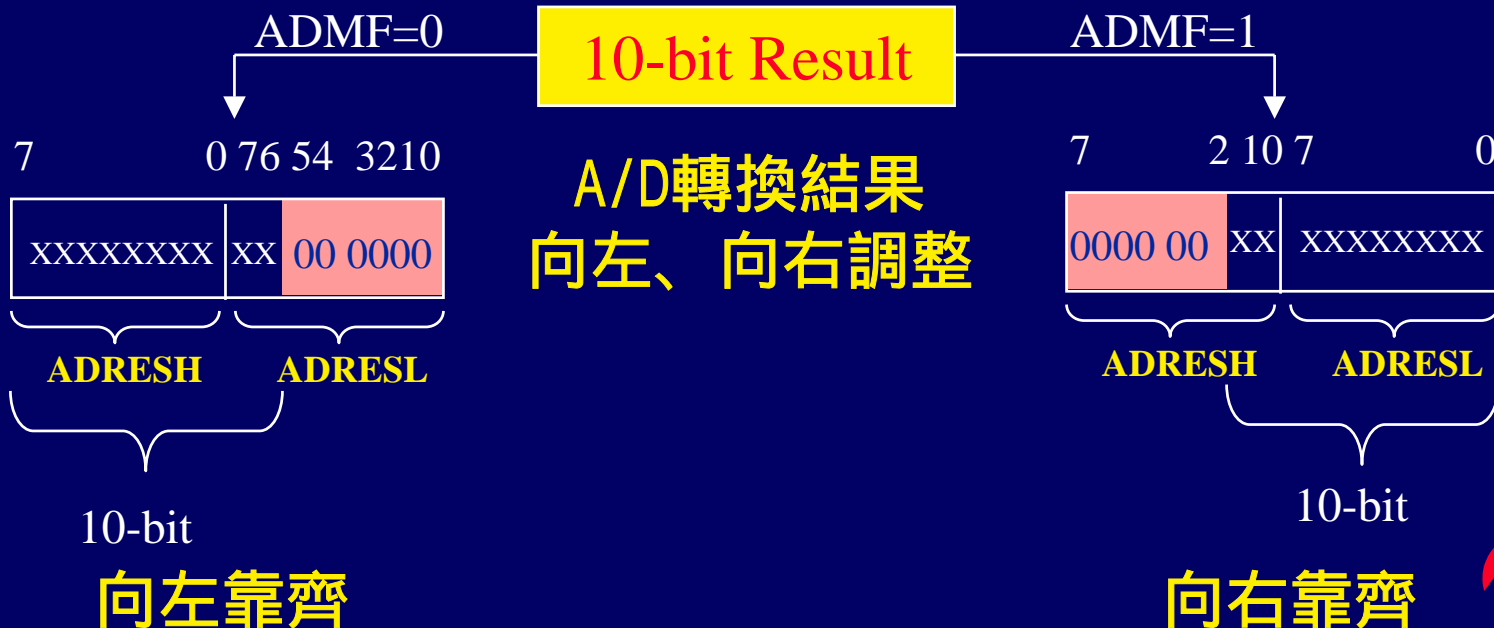 ADMF=0
10-bit Result
ADMF=1
7 0 76 54 3210
A/D轉換結果
向左、向右調整
7 2 10 7 0
xxxxxxxx xx 00 0000
0000 00 xx xxxxxxxx
ADRESH ADRESL
ADRESH ADRESL
10-bit
10-bit
向左靠齊
向右靠齊